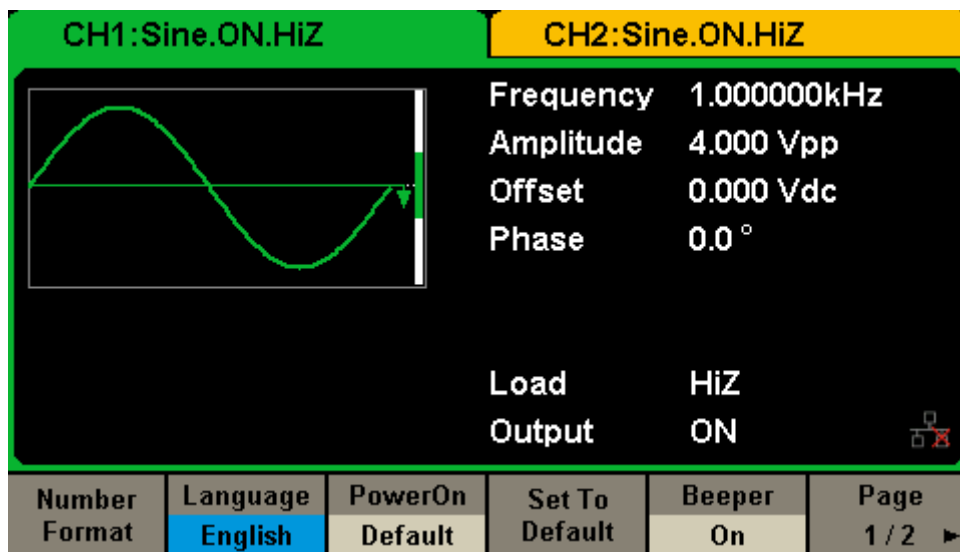 CH1:Sine.ON.HiZ
CH2:Sine.ON.HiZ
Frequency 1.000000kHz
Amplitude 4.000 Vpp
Offset 0.000 Vdc
Phase 0.0 °
Load HiZ
Output ON
Number Format
Language English
PowerOn Default
Set To Default
Beeper On
Page 1/2 ►